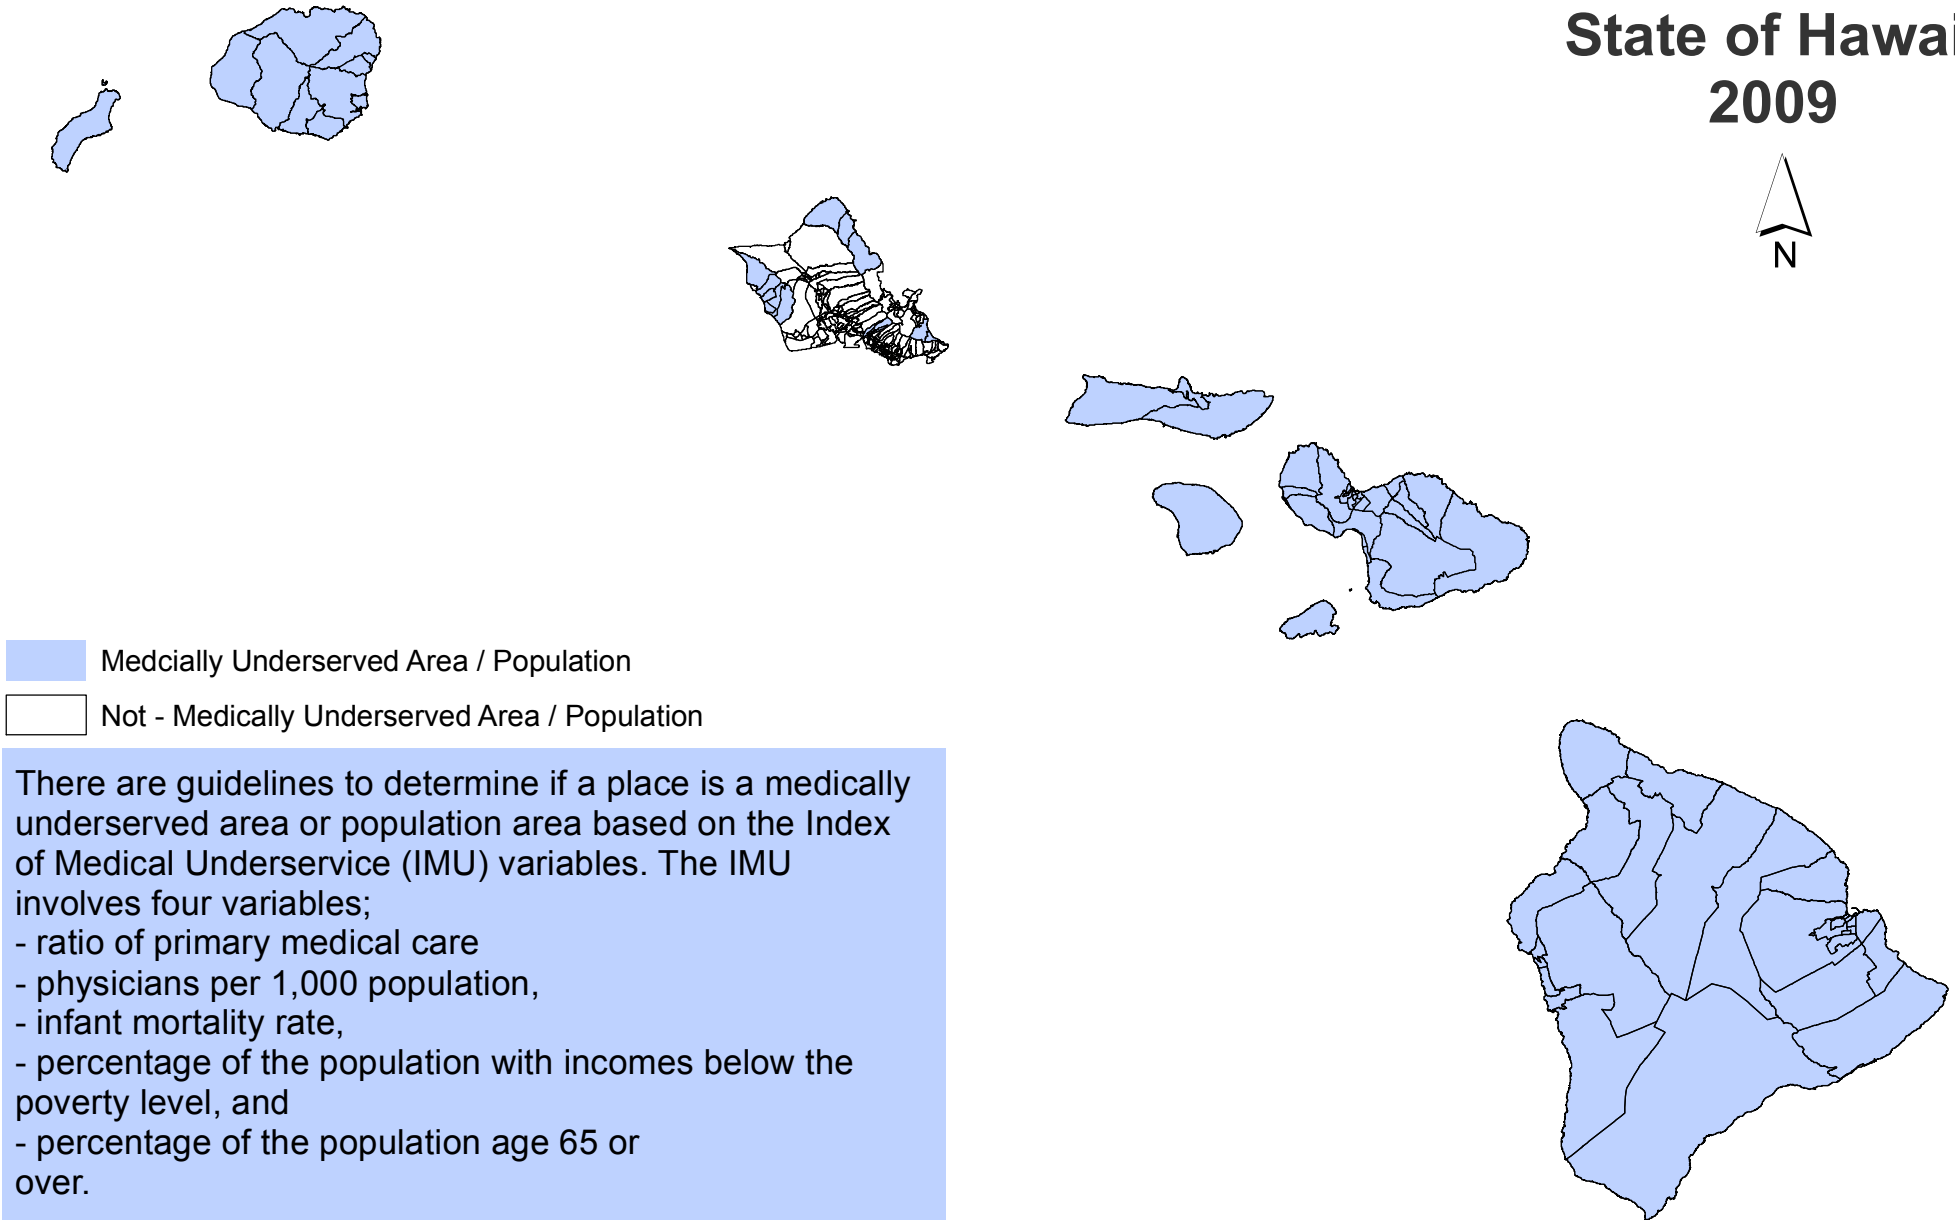 State of Hawai
2009
N
Medcially Underserved Area / Population
Not - Medically Underserved Area / Population
There are guidelines to determine if a place is a medically
underserved area or population area based on the Index
of Medical Underservice (IMU) variables. The IMU
involves four variables;
- ratio of primary medical care
- physicians per 1,000 population,
- infant mortality rate,
- percentage of the population with incomes below the
poverty level, and
- percentage of the population age 65 or
over.